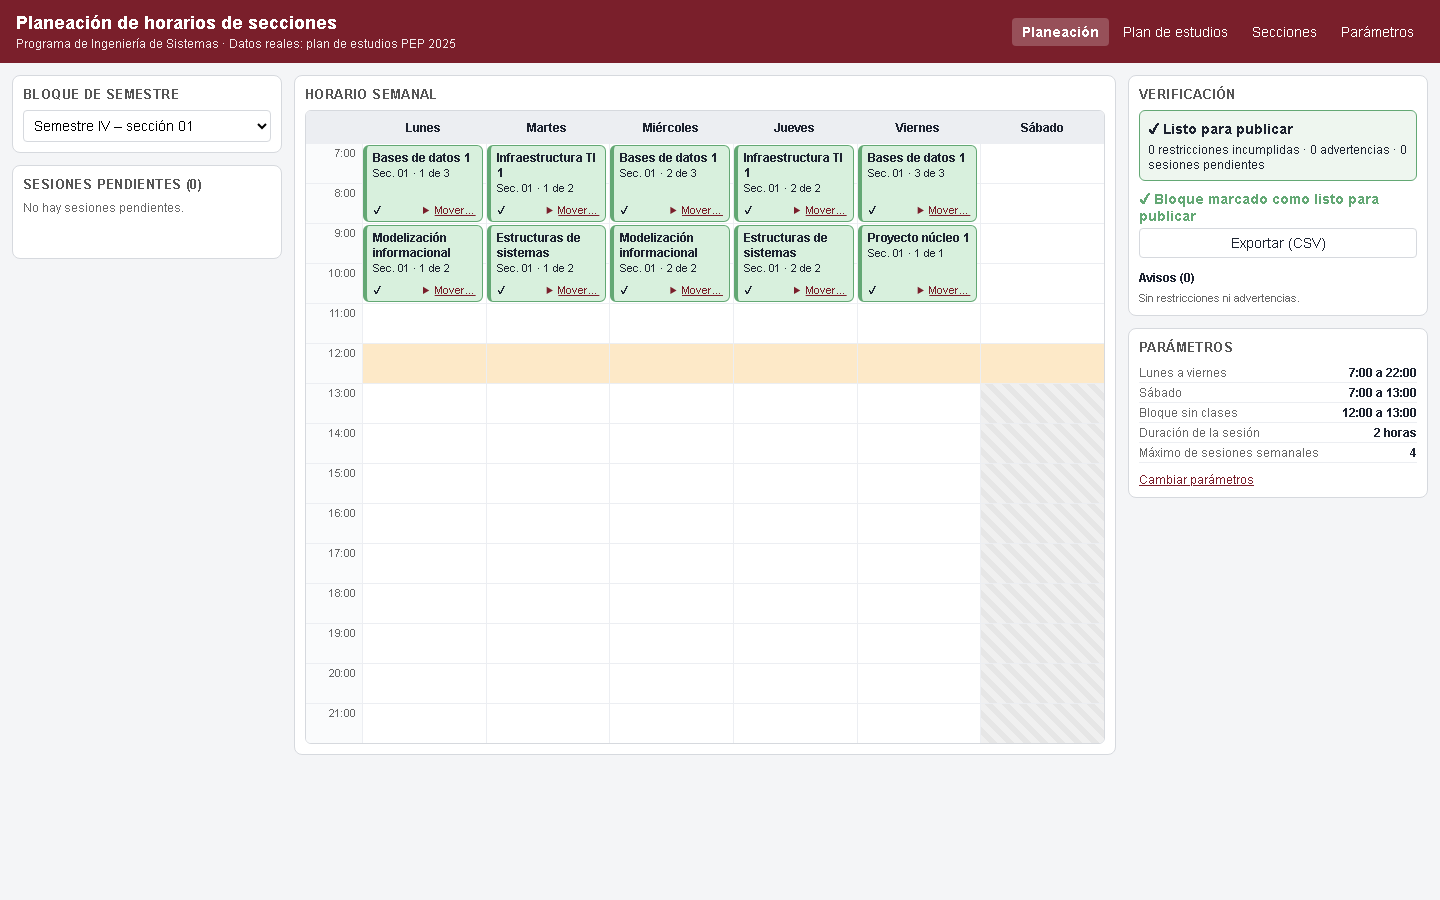 Planeación de horarios de secciones
Programa de Ingeniería de Sistemas · Datos reales: plan de estudios PEP 2025
Planeación
Plan de estudios
Secciones
Parámetros
BLOQUE DE SEMESTRE
Semestre IV – sección 01
SESIONES PENDIENTES (0)
No hay sesiones pendientes.
HORARIO SEMANAL
Lunes
Martes
Miércoles
Jueves
Viernes
Sábado
7:00
8:00
9:00
10:00
11:00
12:00
13:00
14:00
15:00
16:00
17:00
18:00
19:00
20:00
21:00
Bases de datos 1
Sec. 01 · 1 de 3
✓ ▶ Mover...
Infraestructura TI
1
Sec. 01 · 1 de 2
✓ ▶ Mover...
Bases de datos 1
Sec. 01 · 2 de 3
✓ ▶ Mover...
Infraestructura TI
1
Sec. 01 · 2 de 2
✓ ▶ Mover...
Bases de datos 1
Sec. 01 · 3 de 3
✓ ▶ Mover...
Modelización
informacional
Sec. 01 · 1 de 2
✓ ▶ Mover...
Estructuras de
sistemas
Sec. 01 · 1 de 2
✓ ▶ Mover...
Modelización
informacional
Sec. 01 · 2 de 2
✓ ▶ Mover...
Estructuras de
sistemas
Sec. 01 · 2 de 2
✓ ▶ Mover...
Proyecto núcleo 1
Sec. 01 · 1 de 1
✓ ▶ Mover...
VERIFICACIÓN
✓ Listo para publicar
0 restricciones incumplidas · 0 advertencias · 0
sesiones pendientes
✓ Bloque marcado como listo para
publicar
Exportar (CSV)
Avisos (0)
Sin restricciones ni advertencias.
PARÁMETROS
Lunes a viernes 7:00 a 22:00
Sábado 7:00 a 13:00
Bloque sin clases 12:00 a 13:00
Duración de la sesión 2 horas
Máximo de sesiones semanales 4
Cambiar parámetros